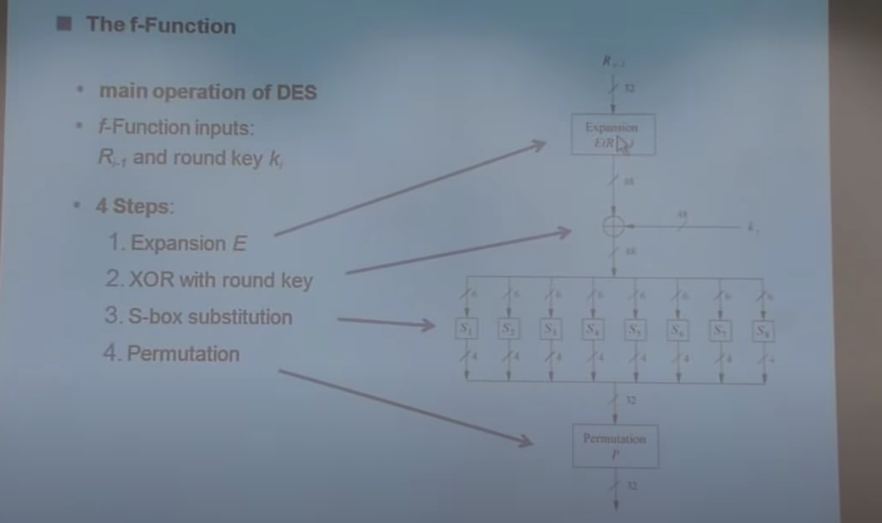 The f-Function
• main operation of DES
• f-Function inputs:
R_{i-1} and round key k_i
• 4 Steps:
1. Expansion E
2. XOR with round key
3. S-box substitution
4. Permutation
R_{i-1}
32
Expansion
48
48
k_i
48
6 6 6 6 6 6 6 6
S_1 S_2 S_3 S_4 S_5 S_6 S_7 S_8
4 4 4 4 4 4 4 4
32
Permutation
P
32